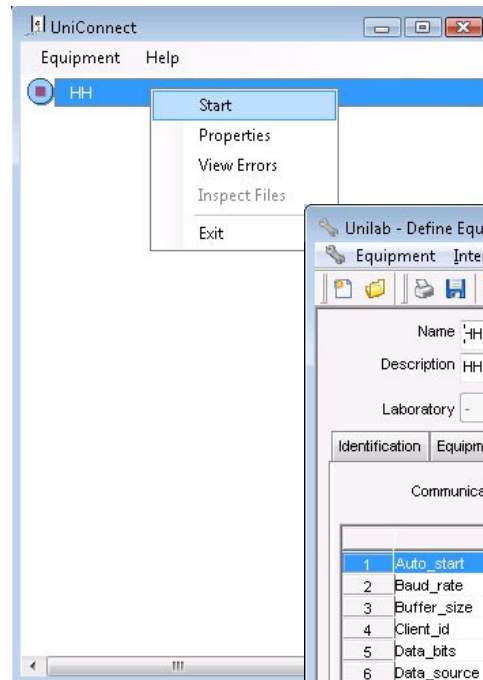 UniConnect
Equipment Help
HH
Start
Properties
View Errors
Inspect Files
Exit
Unilab - Define Equ
Equipment Inte
Name HH
Description HH
Laboratory -
Identification Equipm
Communica
1 Auto_start
2 Baud_rate
3 Buffer_size
4 Client_id
5 Data_bits
6 Data_source